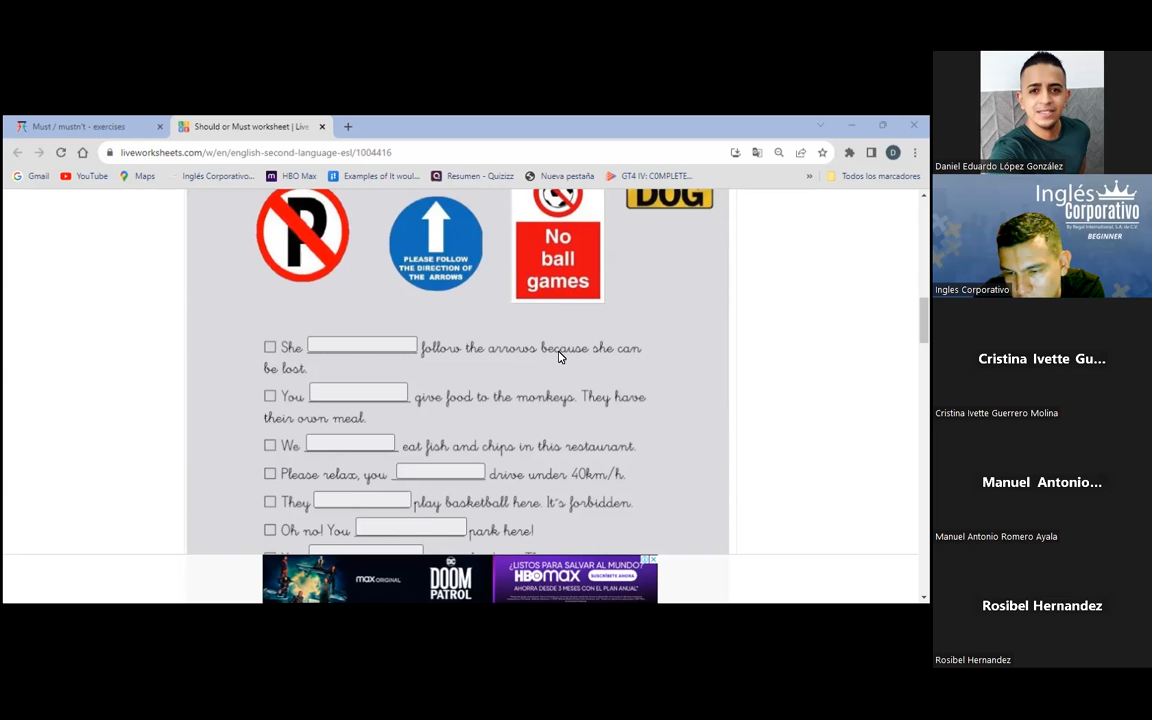 Must / mustn't - exercises
Should or Must worksheet | Live
liveworksheets.com/w/en/english-second-language-esl/1004416
Gmail
YouTube
Maps
Inglés Corporativo...
HBO Max
Examples of It woul...
Resumen - Quizizz
Nueva pestaña
GT4 IV: C0MPLETE...
»
Todos los marcadores
P
PLEASE FOLLOW
THE DIRECTION OF
THE ARROWS
No
ball
games
DOG
She follow the arrows because she can
be lost.
You give food to the monkeys. They have
their own meal.
We eat fish and chips in this restaurant.
Please relax, you drive under 40km/h.
They play basketball here. It's forbidden.
Oh no! You park here!
max ORIGINAL
DC
DOOM
PATROL
¿LISTOS PARA SALVAR AL MUNDO?
HBOmax
SUSCRÍBETE AHORA
AHORRA DESDE 3 MESES CON EL PLAN ANUAL*
Daniel Eduardo López González
Inglés
Corporativo
By Regal International, S.A. de C.V.
BEGINNER
Ingles Corporativo
Cristina Ivette Gu...
Cristina Ivette Guerrero Molina
Manuel Antonio...
Manuel Antonio Romero Ayala
Rosibel Hernandez
Rosibel Hernandez